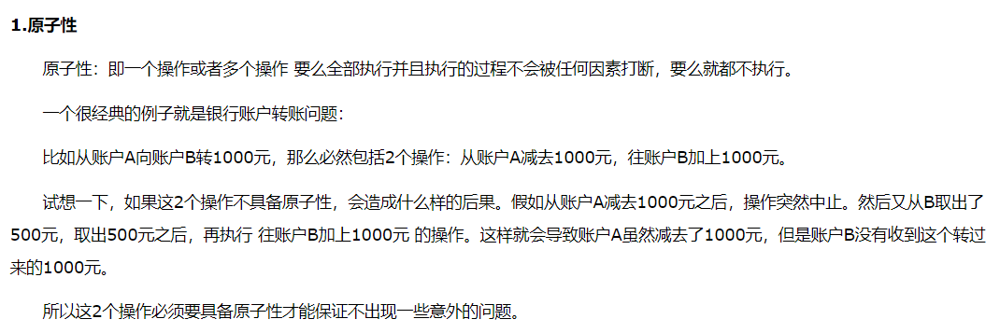 1.原子性
原子性：即一个操作或者多个操作 要么全部执行并且执行的过程不会被任何因素打断，要么就都不执行。
一个很经典的例子就是银行账户转账问题：
比如从账户A向账户B转1000元，那么必然包括2个操作：从账户A减去1000元，往账户B加上1000元。
试想一下，如果这2个操作不具备原子性，会造成什么样的后果。假如从账户A减去1000元之后，操作突然中止。然后又从B取出了
500元，取出500元之后，再执行 往账户B加上1000元 的操作。这样就会导致账户A虽然减去了1000元，但是账户B没有收到这个转过
来的1000元。
所以这2个操作必须要具备原子性才能保证不出现一些意外的问题。